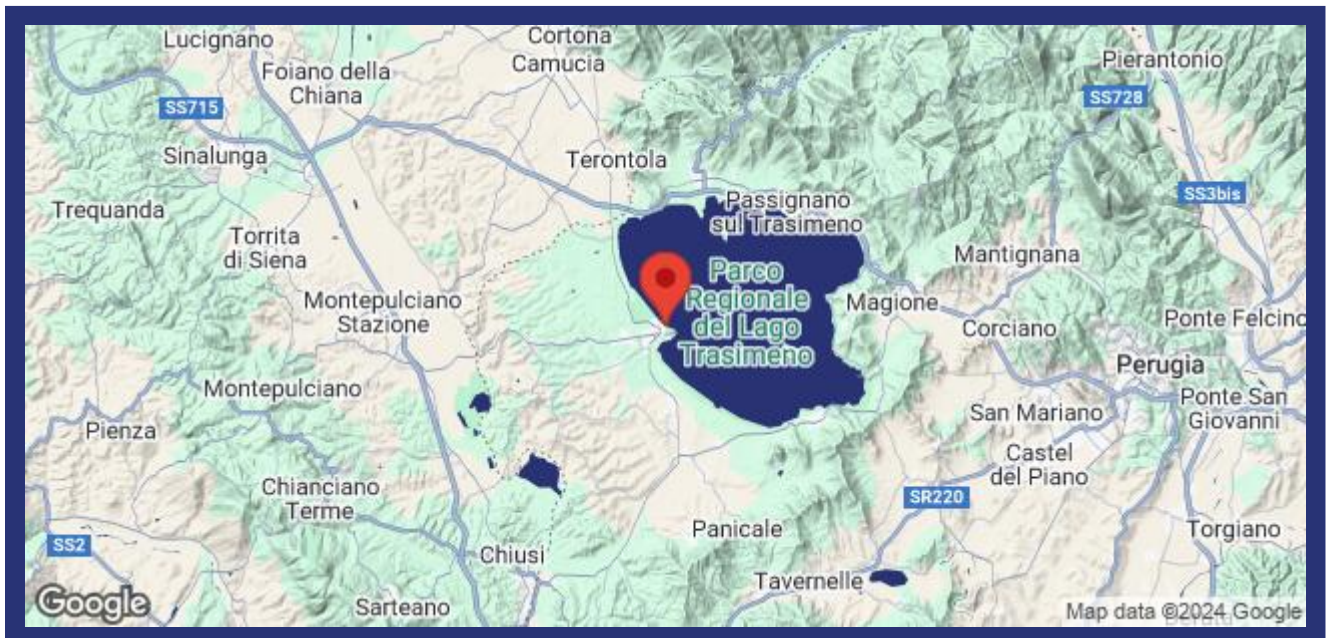 Lucignano
Cortona
Camucia
Pierantonio
Foiano della
Chiana
SS715
SS728
Sinalunga
Terontola
SS3bis
Trequanda
Passignano
sul Trasimeno
Torrita
di Siena
Mantignana
Parco
Regionale
del Lago
Trasimeno
Montepulciano
Stazione
Magione
Corciano
Ponte Felcino
Perugia
Montepulciano
Ponte San
Giovanni
San Mariano
Pienza
Castel
del Piano
Chianciano
Terme
SR220
Panicale
Torgiano
SS2
Chiusi
Tavernelle
Google
Sarteano
Map data ©2024 Google